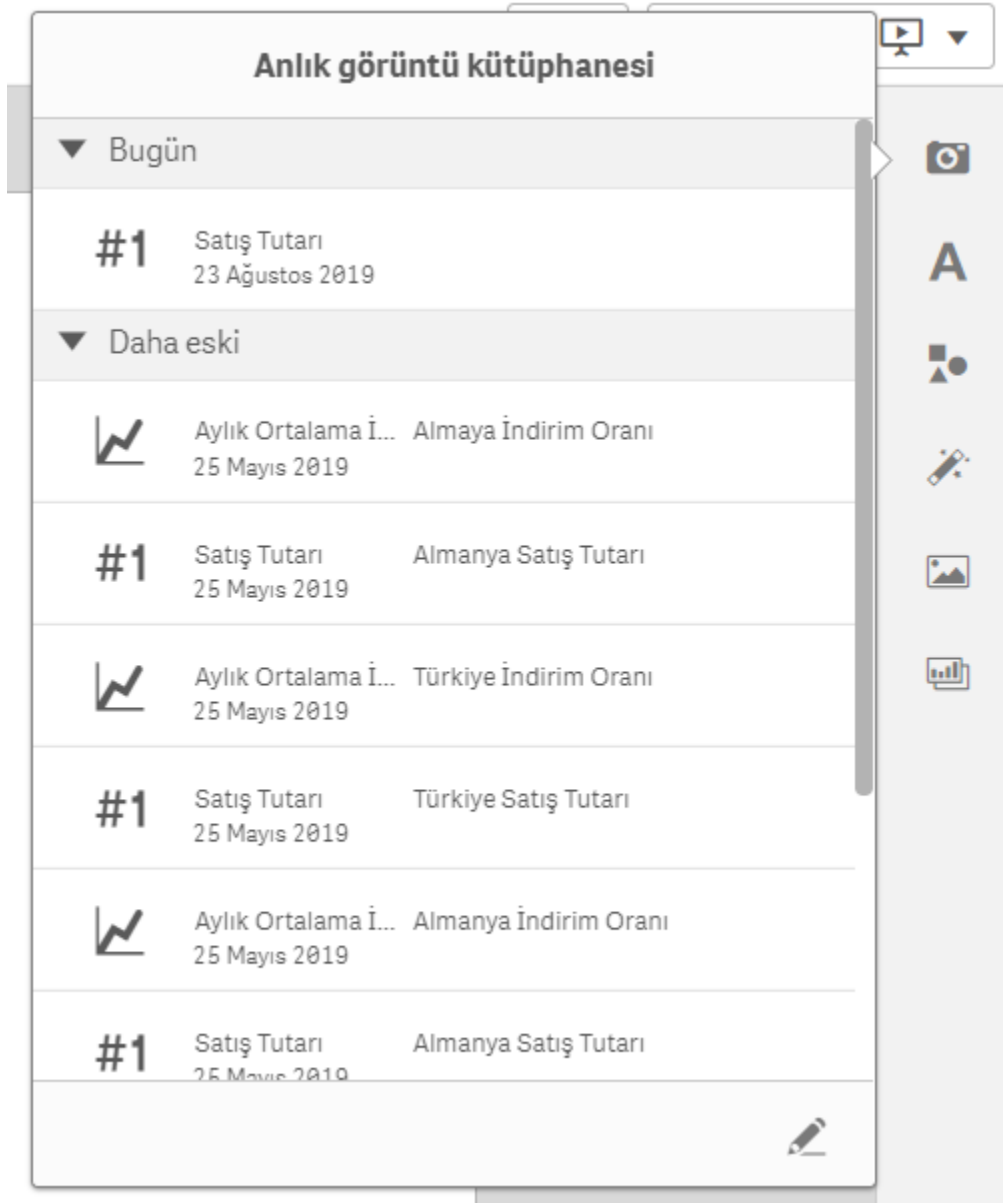 Anlık görüntü kütüphanesi
Bugün
#1 Satış Tutarı
23 Ağustos 2019
Daha eski
Aylık Ortalama İ... Almaya İndirim Oranı
25 Mayıs 2019
#1 Satış Tutarı Almanya Satış Tutarı
25 Mayıs 2019
Aylık Ortalama İ... Türkiye İndirim Oranı
25 Mayıs 2019
#1 Satış Tutarı Türkiye Satış Tutarı
25 Mayıs 2019
Aylık Ortalama İ... Almanya İndirim Oranı
25 Mayıs 2019
#1 Satış Tutarı Almanya Satış Tutarı
25 Mayıs 2019
A